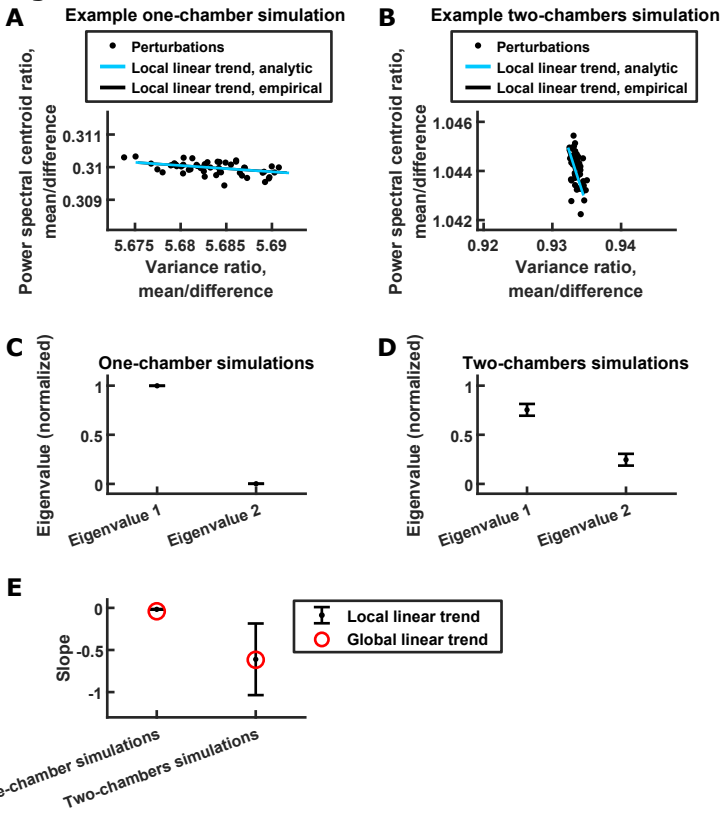 A
Example one-chamber simulation
Perturbations
Local linear trend, analytic
Local linear trend, empirical
Power spectral centroid ratio,
mean/difference
0.311
0.31
0.309
5.675 5.68 5.685 5.69
Variance ratio,
mean/difference
B
Example two-chambers simulation
Perturbations
Local linear trend, analytic
Local linear trend, empirical
Power spectral centroid ratio,
mean/difference
1.046
1.044
1.042
0.92 0.93 0.94
Variance ratio,
mean/difference
C
One-chamber simulations
Eigenvalue (normalized)
1
0.5
0
Eigenvalue 1
Eigenvalue 2
D
Two-chambers simulations
Eigenvalue (normalized)
1
0.5
0
Eigenvalue 1
Eigenvalue 2
E
Slope
0
-0.5
-1
e-chamber simulations
Two-chambers simulations
Local linear trend
Global linear trend